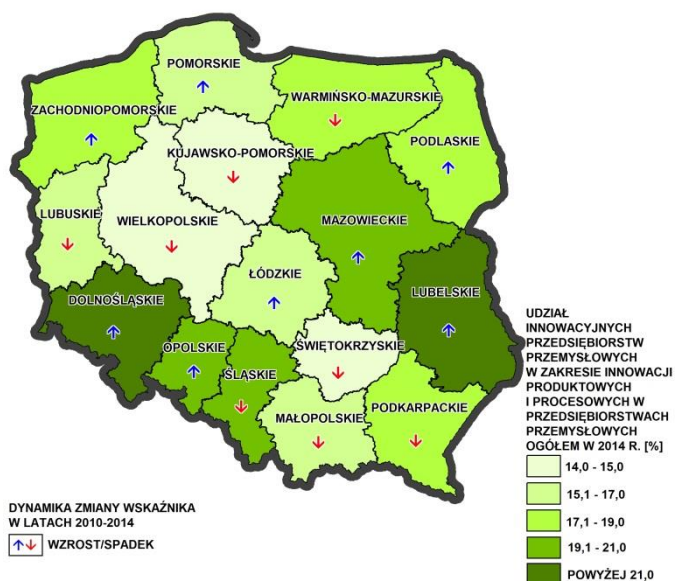 POMORSKIE
WARMIŃSKO-MAZURSKIE
ZACHODNIOPOMORSKIE
PODLASKIE
KUJAWSKO-POMORSKIE
LUBUSKIE
WIELKOPOLSKIE
MAZOWIECKIE
ŁÓDZKIE
LUBELSKIE
DOLNOŚLĄSKIE
OPOLSKIE
ŚWIĘTOKRZYSKIE
ŚLĄSKIE
MAŁOPOLSKIE
PODKARPACKIE
UDZIAŁ
INNOWACYJNYCH
PRZEDSIĘBIORSTW
PRZEMYSŁOWYCH
W ZAKRESIE INNOWACJI
PRODUKTOWYCH
I PROCESOWYCH W
PRZEDSIĘBIORSTWACH
PRZEMYSŁOWYCH
OGÓŁEM W 2014 R. [%]
14,0 - 15,0
15,1 - 17,0
17,1 - 19,0
19,1 - 21,0
POWYŻEJ 21,0
DYNAMIKA ZMIANY WSKAŹNIKA
W LATACH 2010-2014
WZROST/SPADEK